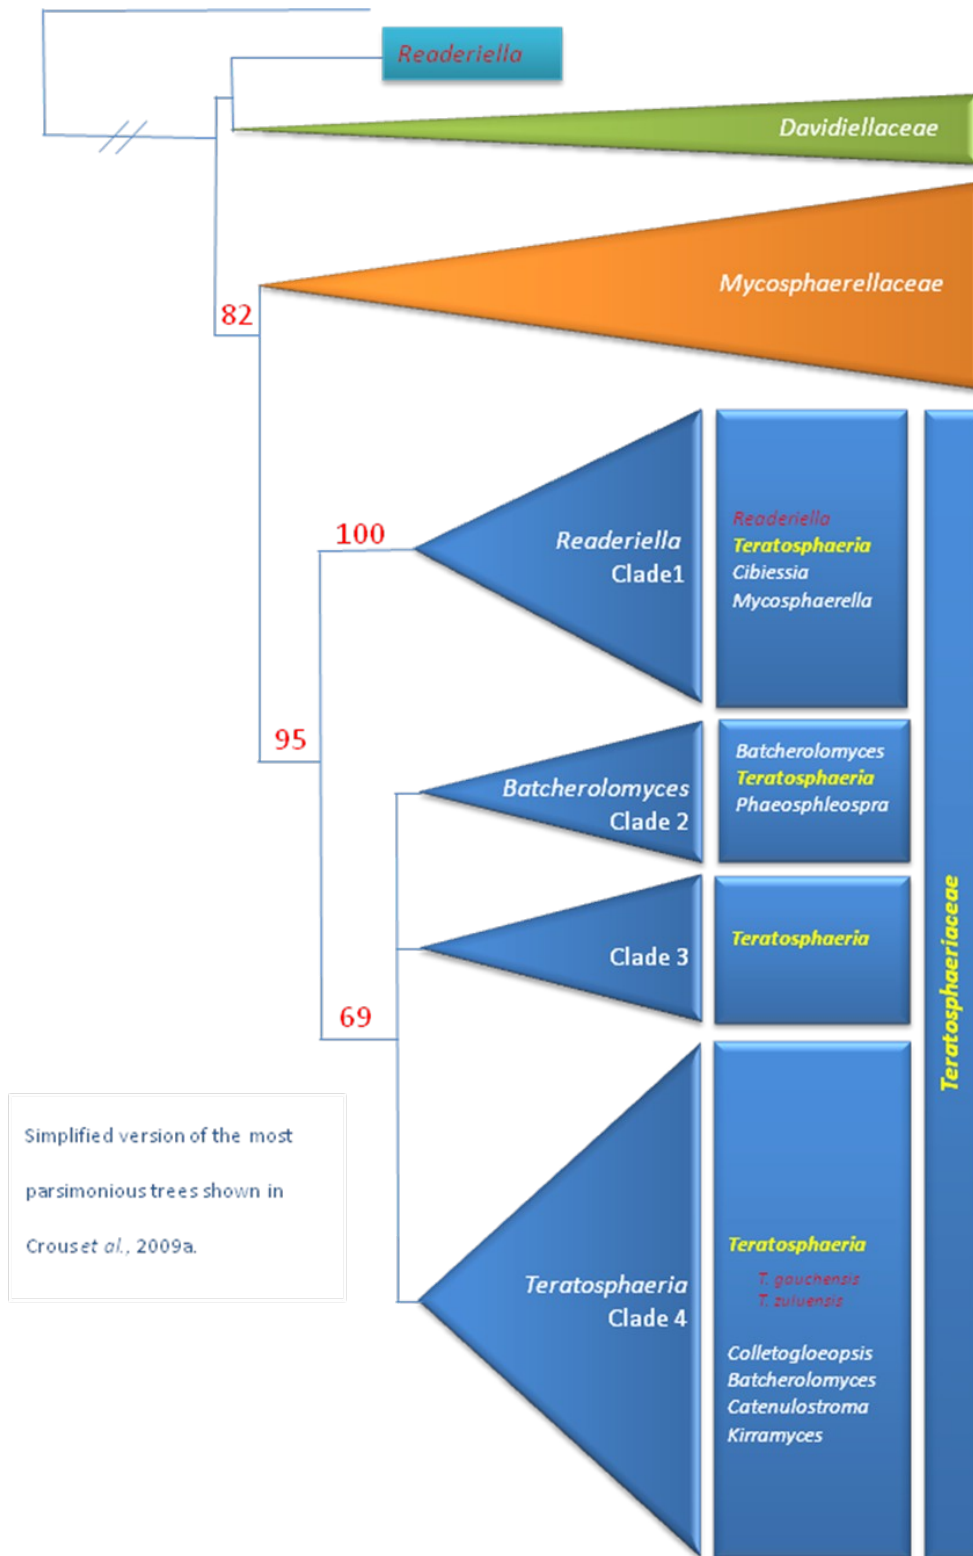 Readeriella
Davidiellaceae
Mycosphaerellaceae
82
100
Readeriella
Clade1
Readeriella
Teratosphaeria
Cibiessia
Mycosphaerella
95
Batcherolomyces
Clade 2
Batcherolomyces
Teratosphaeria
Phaeosphleospra
Clade 3
Teratosphaeria
69
Teratosphaeriaceae
Simplified version of the most
parsimonious trees shown in
Crous et al., 2009a.
Teratosphaeria
Clade 4
Teratosphaeria
T. gauchensis
T. zuluensis
Colletogloeopsis
Batcherolomyces
Catenulostroma
Kirramyces